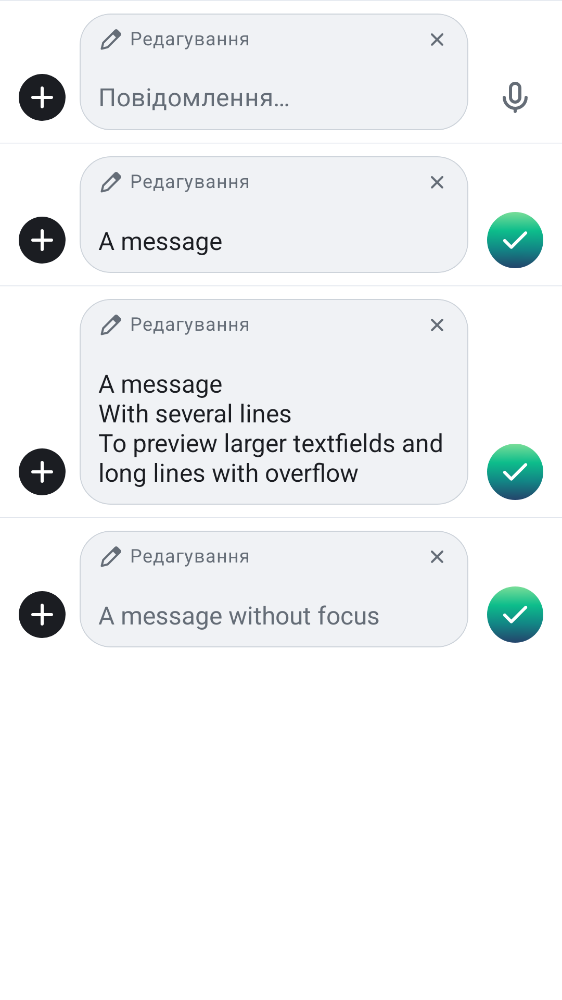 Редагування
Повідомлення…
Редагування
A message
Редагування
A message
With several lines
To preview larger textfields and
long lines with overflow
Редагування
A message without focus